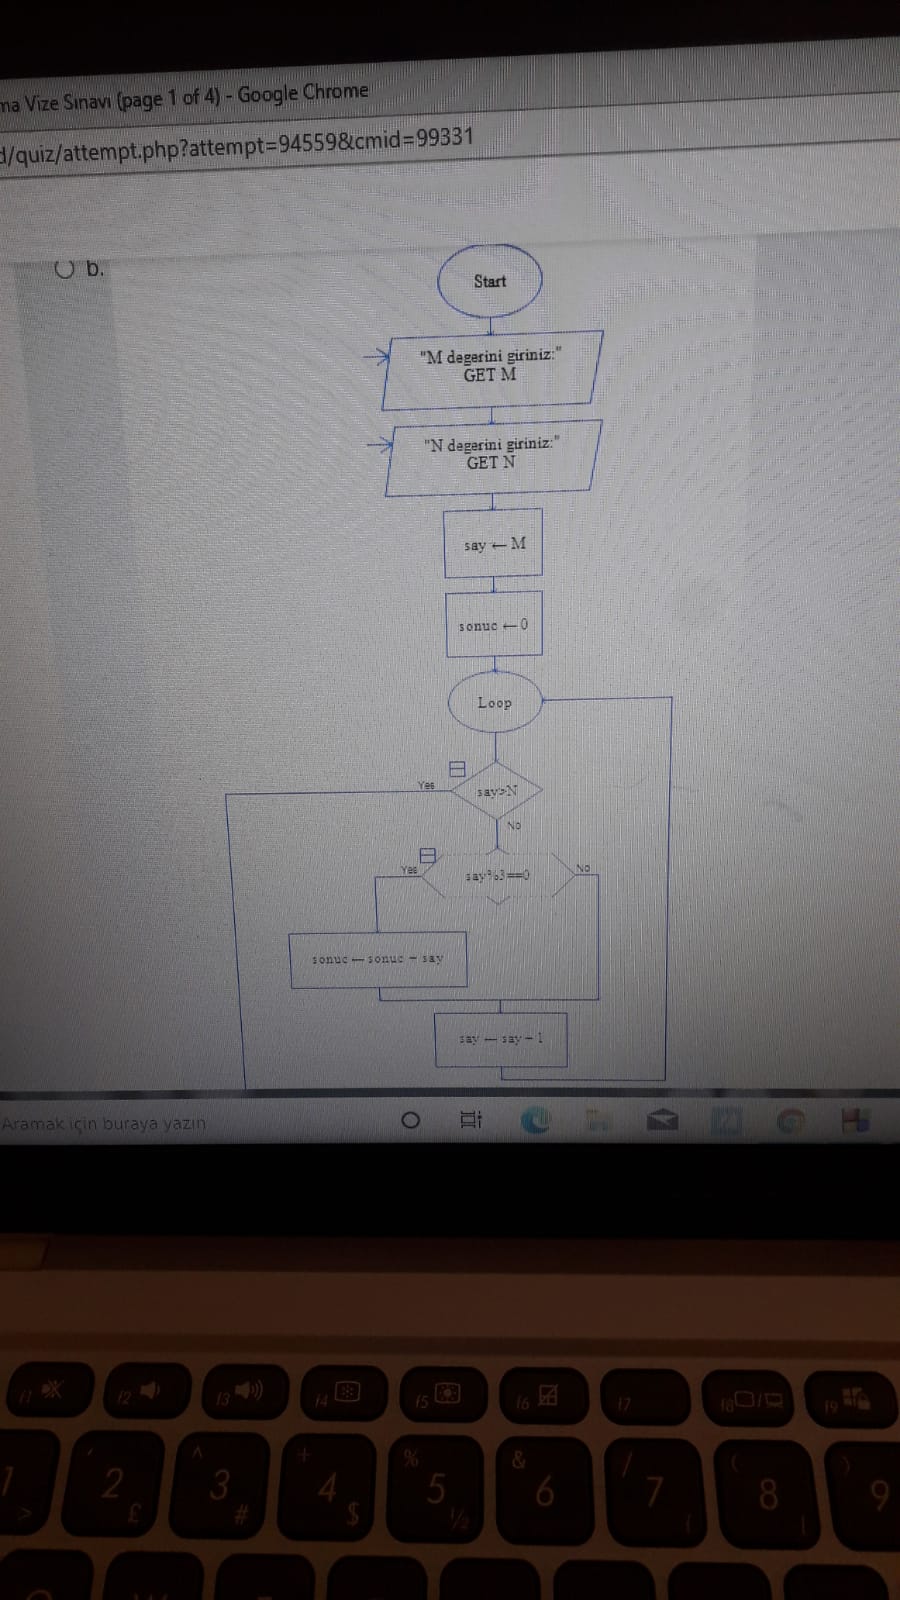 ma Vize Sınavı (page 1 of 4) - Google Chrome
d/quiz/attempt.php?attempt=94559&cmid=99331
b.
Start
"M degerini giriniz:"
GET M
"N degerini giriniz:"
GET N
say ← M
sonuc ← 0
Loop
Yes
say>N
No
Yes
say%3==0
No
sonuc ← sonuc + say
say ← say + 1
Aramak için buraya yazın
f1
f2
f3
f4
f5
f6
f7
f8
f9
1 >
2 ' £
3 ^ #
4 + $
5 % ½
6 &
7 / {
8 ( [
9 )